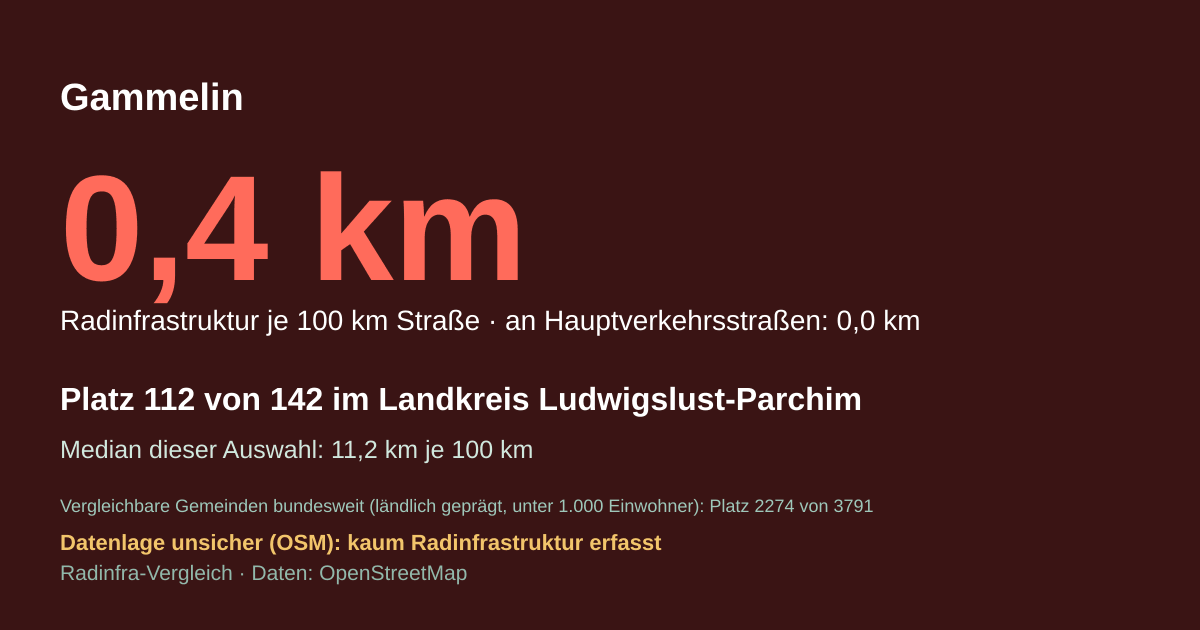 Gammelin
0,4 km
Radinfrastruktur je 100 km Straße · an Hauptverkehrsstraßen: 0,0 km
Platz 112 von 142 im Landkreis Ludwigslust-Parchim
Median dieser Auswahl: 11,2 km je 100 km
Vergleichbare Gemeinden bundesweit (ländlich geprägt, unter 1.000 Einwohner): Platz 2274 von 3791
Datenlage unsicher (OSM): kaum Radinfrastruktur erfasst
Radinfra-Vergleich · Daten: OpenStreetMap